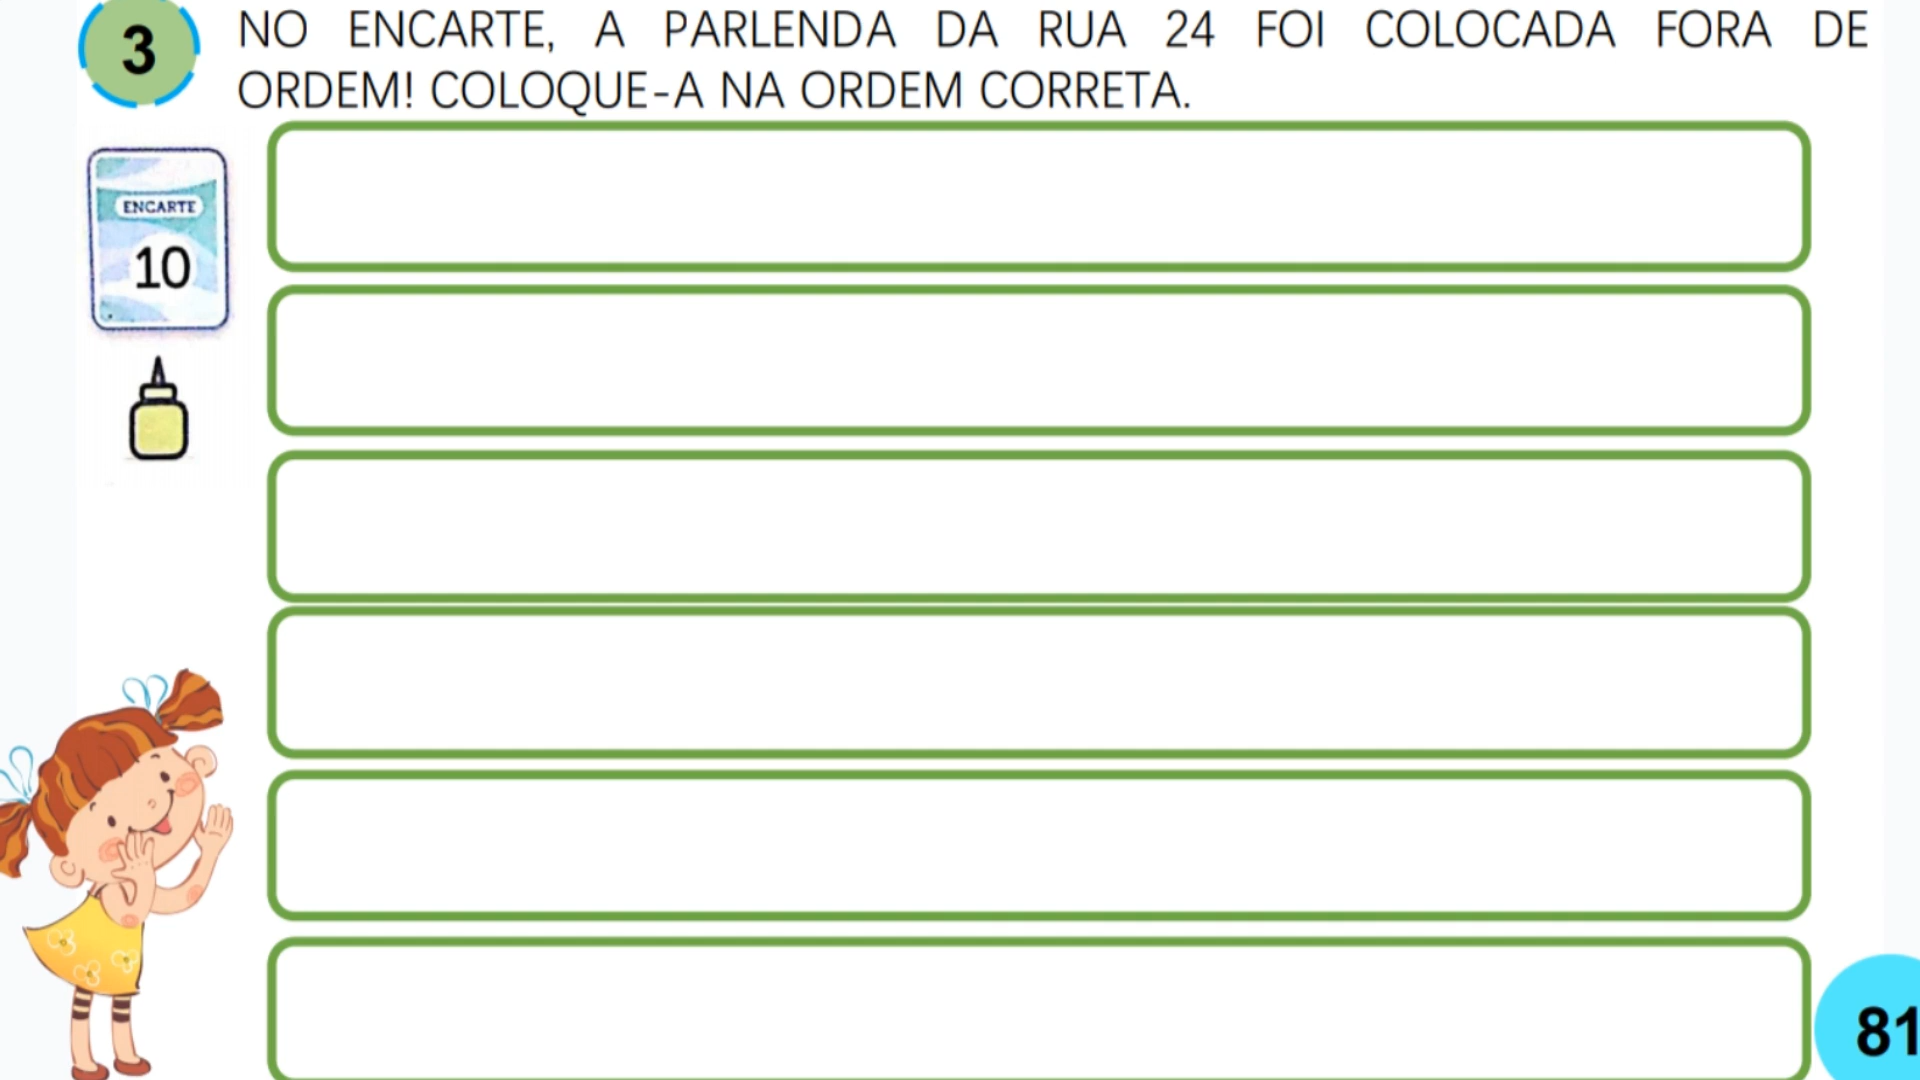 3
NO ENCARTE, A PARLENDA DA RUA 24 FOI COLOCADA FORA DE
ORDEM! COLOQUE-A NA ORDEM CORRETA.
ENCARTE
10
81